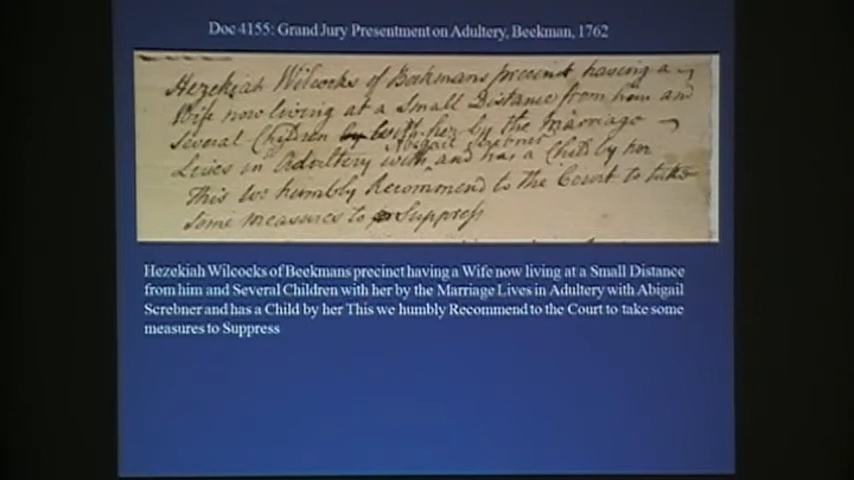 Doc 4155: Grand Jury Presentment on Adultery, Beekman, 1762
Hezekiah Wilcocks of Beekmans precinct having a
Wife now living at a Small Distance from him and
Several Children by with her by the Marriage
Abigail Screbner
Lives in Adultery with and has a Child by her
This we humbly Recommend to the Court to take
Some measures to Suppress
Hezekiah Wilcocks of Beekmans precinct having a Wife now living at a Small Distance
from him and Several Children with her by the Marriage Lives in Adultery with Abigail
Screbner and has a Child by her This we humbly Recommend to the Court to take some
measures to Suppress